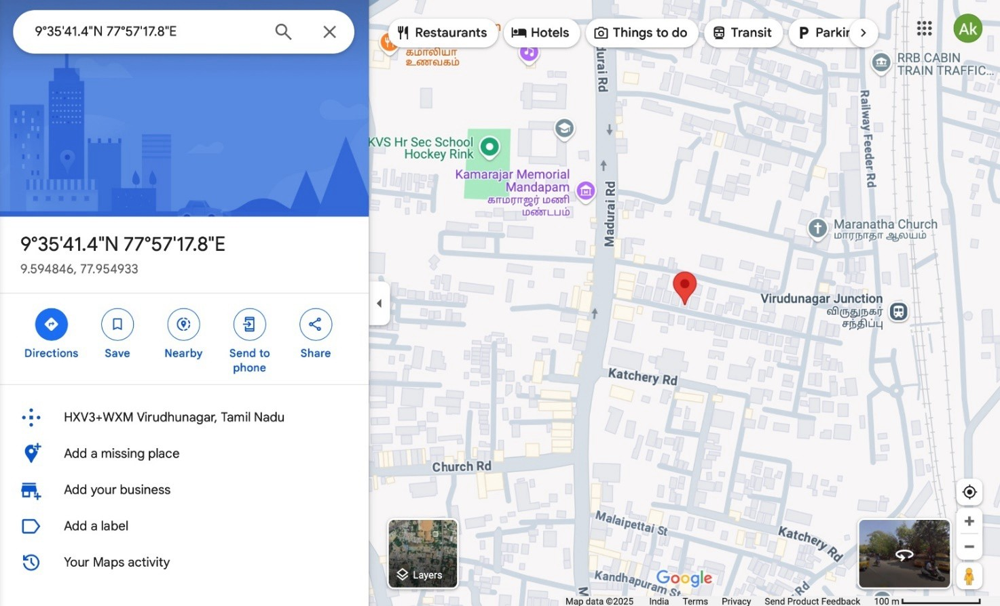 9°35'41.4"N 77°57'17.8"E
9°35'41.4"N 77°57'17.8"E
9.594846, 77.954933
Directions
Save
Nearby
Send to
phone
Share
HXV3+WXM Virudhunagar, Tamil Nadu
Add a missing place
Add your business
Add a label
Your Maps activity
Restaurants
Hotels
Things to do
Transit
P
Ak
கமாலியா
உணவகம்
Rd
RRB CABIN
TRAIN TRAFFIC...
Railway Feeder Rd
KVS Hr Sec School
Hockey Rink
Kamarajar Memorial
Mandapam
காமராஜர் மணி
மண்டபம்
Madurai Rd
Maranatha Church
மாரநாதா ஆலயம்
Virudunagar Junction
விருதுநகர்
சந்திப்பு
Katchery Rd
Church Rd
Malaipettai St
Katchery Rd
Kandhapuram St
Rd
Layers
Google
Map data ©2025
India
Terms
Privacy
Send Product Feedback
100 m